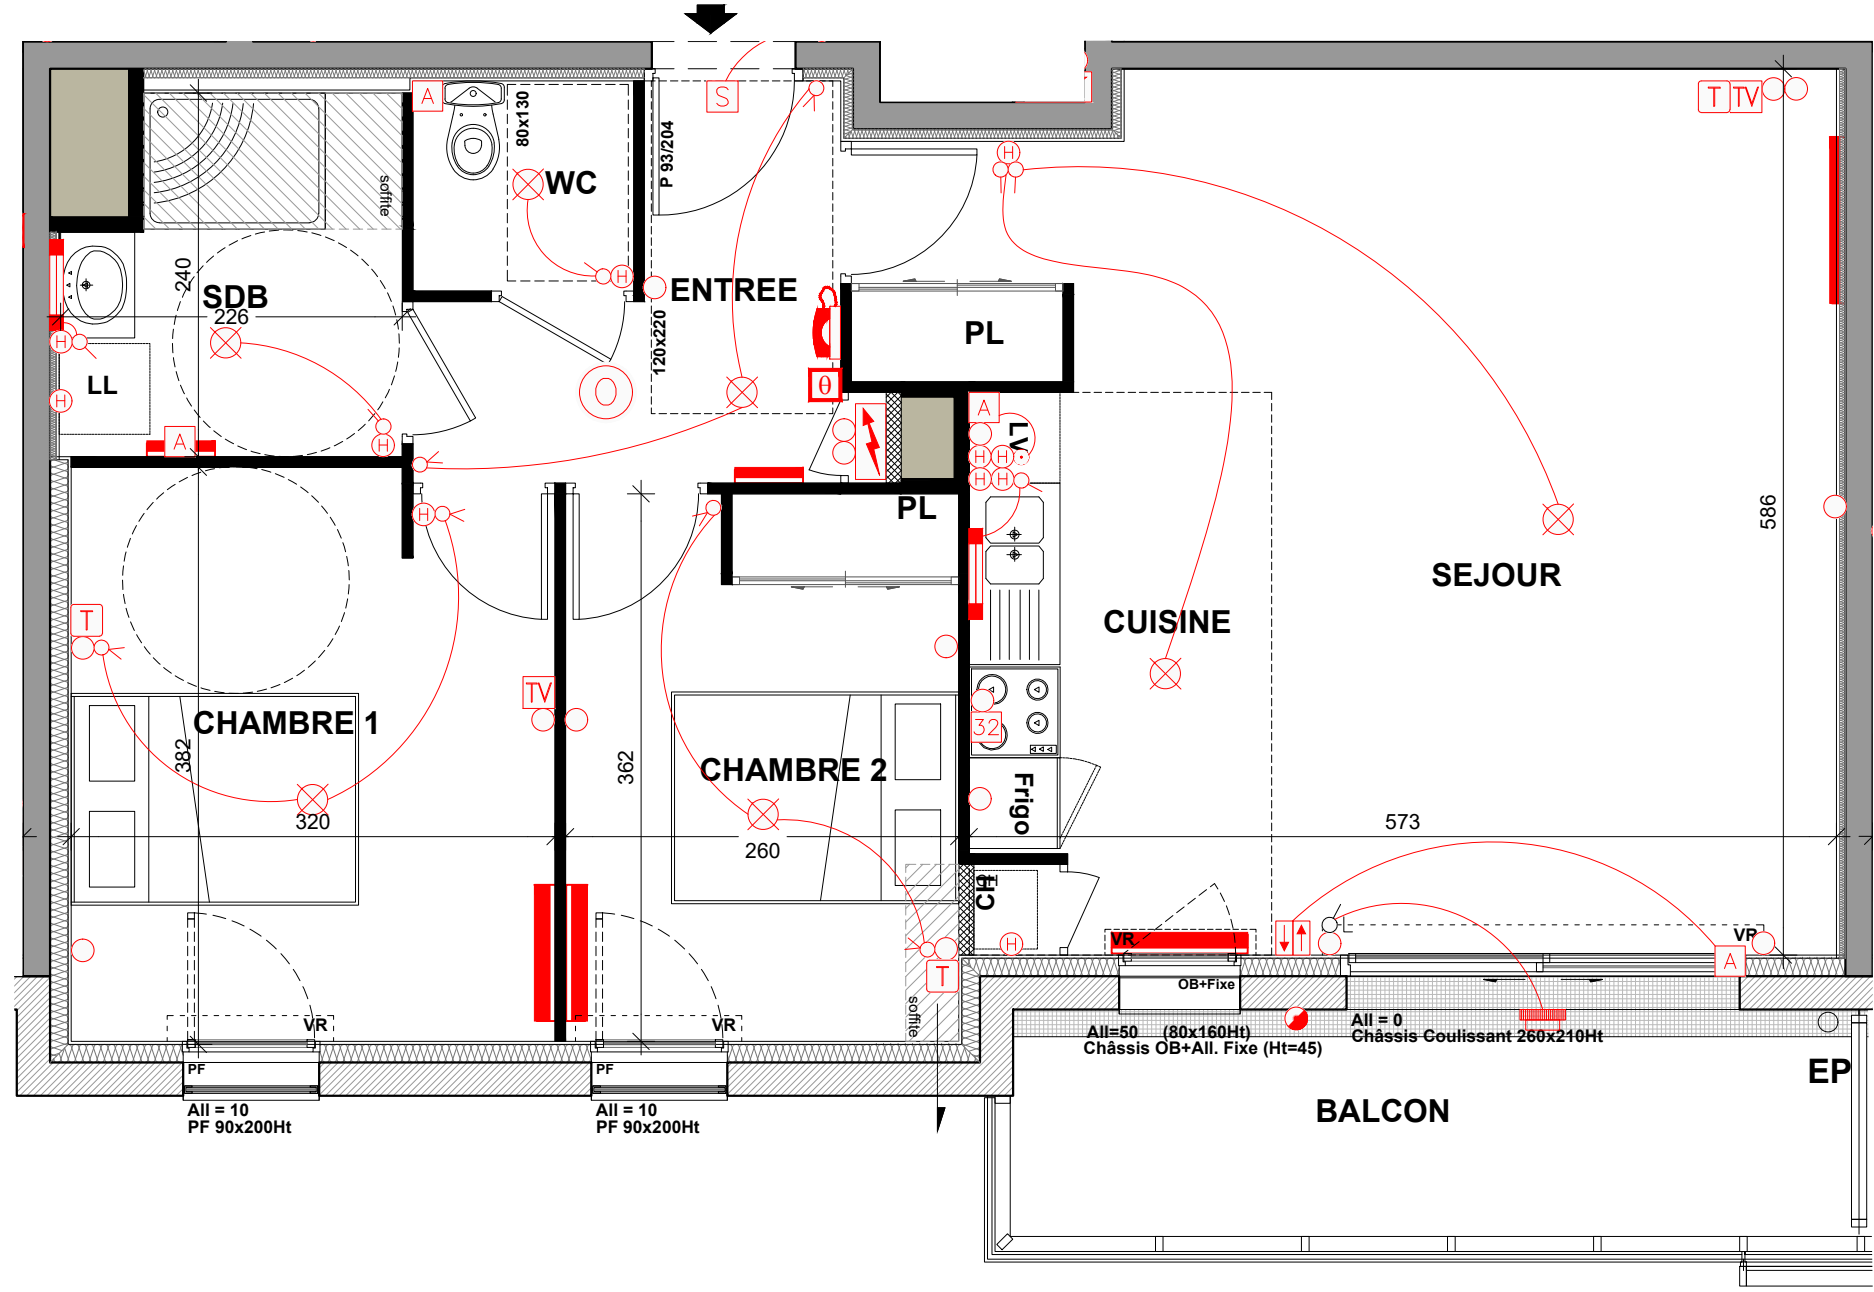 A
S
T TV
80x130
P 93/204
WC
soffite
240
SDB
226
ENTREE
120x220
PL
H
H
H
H
LL
H
O
θ
A
H
A
LV
H H
H H
PL
H
586
SEJOUR
CUISINE
T
TV
32
CHAMBRE 1
382
362
CHAMBRE 2
Frigo
320
260
573
CH
H
VR
VR
A
T
OB+Fixe
soffite
VR
VR
All=50 (80x160Ht)
Châssis OB+All. Fixe (Ht=45)
All = 0
Châssis Coulissant 260x210Ht
PF
PF
EP
All = 10
PF 90x200Ht
All = 10
PF 90x200Ht
BALCON